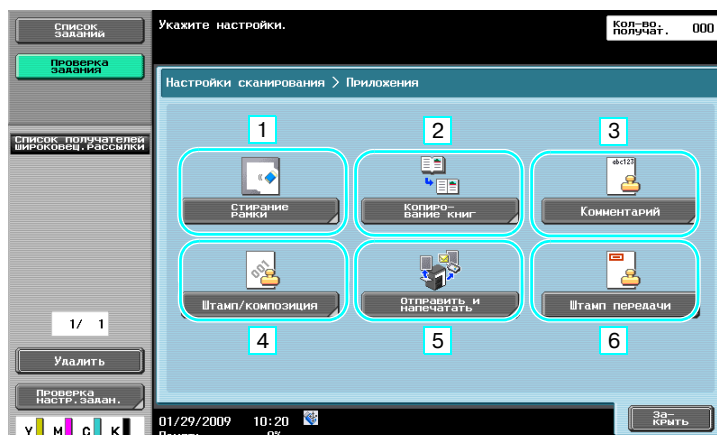 Список
заданий
Проверка
задания
Список получателей
широковец.рассылки
1/ 1
Удалить
Проверка
настр.задан.
Y M C K
Укажите настройки.
Кол-во.
получат. 000
Настройки сканирования > Приложения
1
2
3
abc123
Стирание
рамки
Копиро-
вание книг
Комментарий
001
Штамп/композиция
Отправить и
напечатать
Штамп передачи
4
5
6
01/29/2009 10:20
Память 0%
За-
крыть